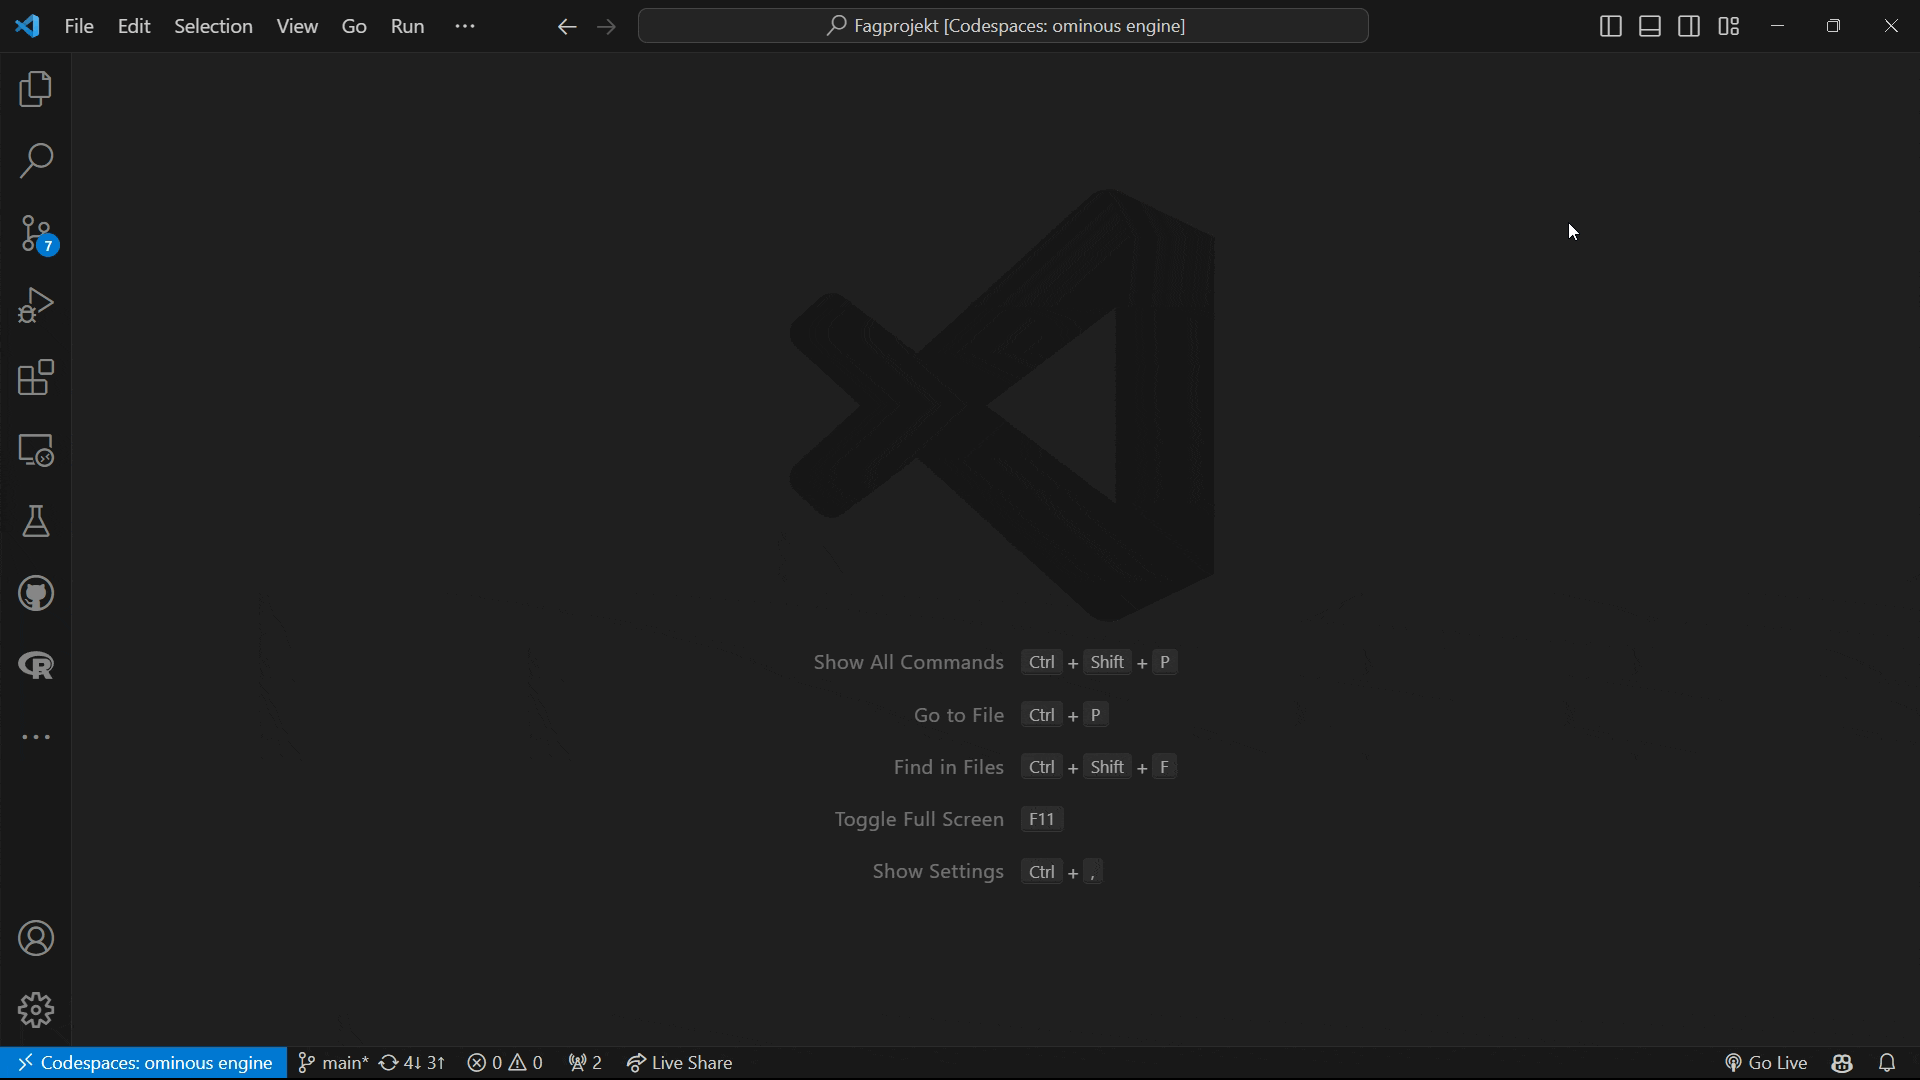 File Edit Selection View Go Run ··· Fagprojekt [Codespaces: ominous engine]
7
Show All Commands Ctrl + Shift + P
Go to File Ctrl + P
Find in Files Ctrl + Shift + F
Toggle Full Screen F11
Show Settings Ctrl + ,
Codespaces: ominous engine main* 4↓ 3↑ 0 0 2 Live Share Go Live